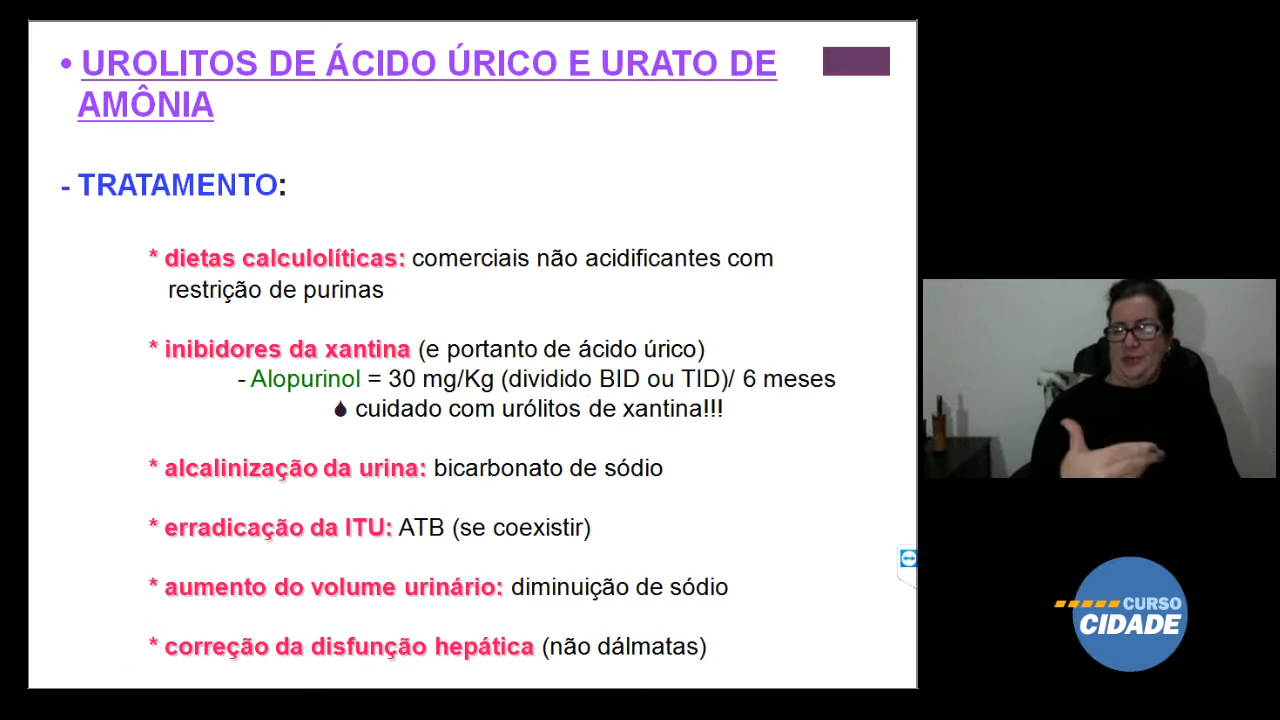 • UROLITOS DE ÁCIDO ÚRICO E URATO DE
AMÔNIA
- TRATAMENTO:
* dietas calculolíticas: comerciais não acidificantes com
restrição de purinas
* inibidores da xantina (e portanto de ácido úrico)
- Alopurinol = 30 mg/Kg (dividido BID ou TID)/ 6 meses
cuidado com urólitos de xantina!!!
* alcalinização da urina: bicarbonato de sódio
* erradicação da ITU: ATB (se coexistir)
* aumento do volume urinário: diminuição de sódio
* correção da disfunção hepática (não dálmatas)
CURSO
CIDADE